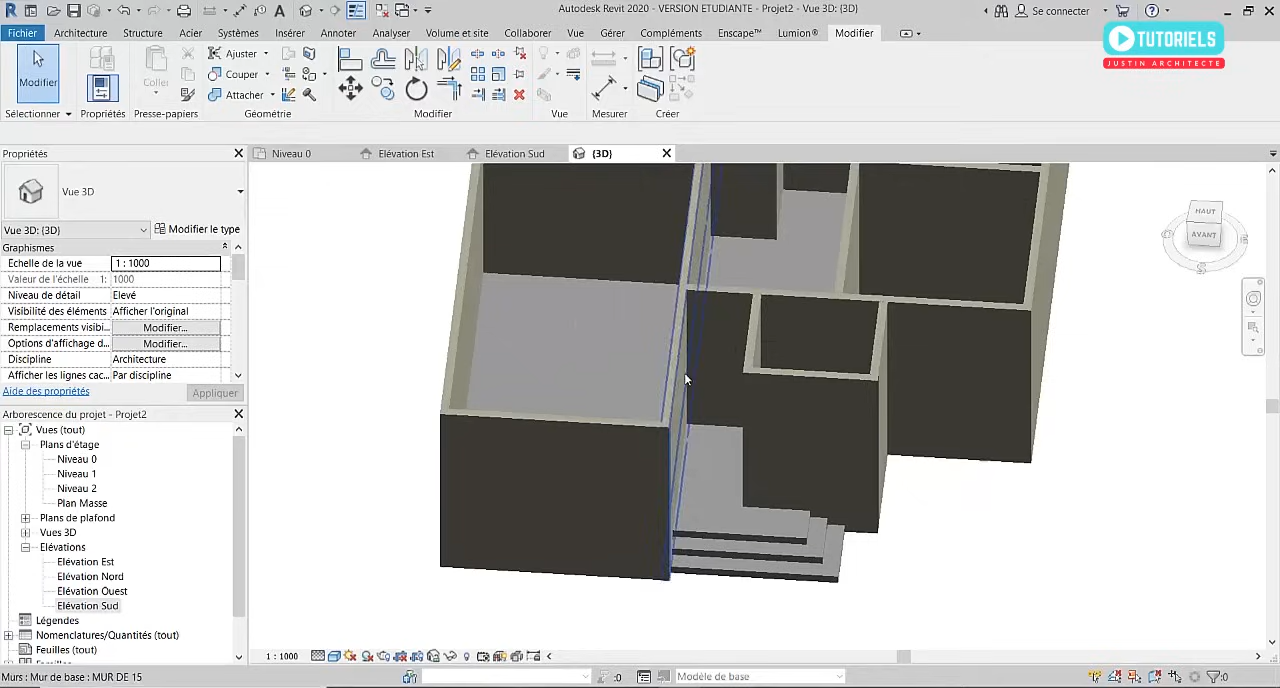 Autodesk Revit 2020 - VERSION ETUDIANTE - Projet2 - Vue 3D: {3D}
Se connecter
Fichier Architecture Structure Acier Systèmes Insérer Annoter Analyser Volume et site Collaborer Vue Gérer Compléments Enscape™ Lumion® Modifier
TUTORIELS
JUSTIN ARCHITECTE
Modifier
Coller
Ajuster
Couper
Attacher
Sélectionner Propriétés Presse-papiers Géométrie Modifier Vue Mesurer Créer
Propriétés
Niveau 0 Elévation Est Elévation Sud {3D}
Vue 3D
Vue 3D: {3D} Modifier le type
Graphismes
Echelle de la vue 1 : 1000
Valeur de l'échelle 1: 1000
Niveau de détail Elevé
Visibilité des éléments Afficher l'original
Remplacements visibi... Modifier...
Options d'affichage d... Modifier...
Discipline Architecture
Afficher les lignes cac... Par discipline
Aide des propriétés Appliquer
Arborescence du projet - Projet2
Vues (tout)
Plans d'étage
Niveau 0
Niveau 1
Niveau 2
Plan Masse
Plans de plafond
Vues 3D
Elévations
Elévation Est
Elévation Nord
Elévation Ouest
Elévation Sud
Légendes
Nomenclatures/Quantités (tout)
Feuilles (tout)
HAUT
AVANT
1 : 1000
Murs : Mur de base : MUR DE 15
:0
Modèle de base
:0